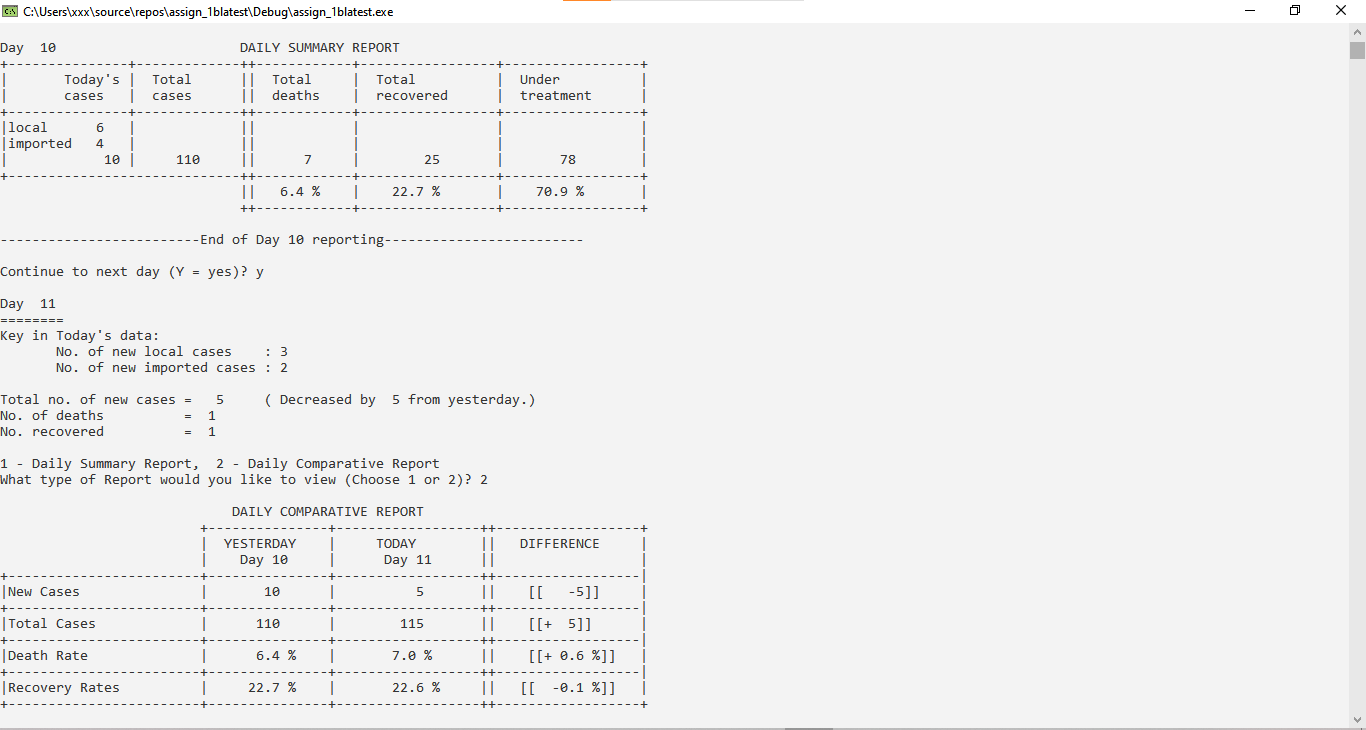 C:\Users\xxx\source\repos\assign_1blatest\Debug\assign_1blatest.exe
Day  10                       DAILY SUMMARY REPORT
+---------------+-------------++------------+-----------------+-----------------+
|       Today's |  Total      ||  Total     |  Total          |  Under          |
|       cases   |  cases      ||  deaths    |  recovered      |  treatment      |
+---------------+-------------++------------+-----------------+-----------------+
|local      6   |             ||            |                 |                 |
|imported   4   |             ||            |                 |                 |
|            10 |     110     ||      7     |        25       |       78        |
+-----------------------------++------------+-----------------+-----------------+
                              ||   6.4 %    |    22.7 %       |    70.9 %       |
                              ++------------+-----------------+-----------------+
-------------------------End of Day 10 reporting-------------------------
Continue to next day (Y = yes)? y
Day  11
========
Key in Today's data:
       No. of new local cases    : 3
       No. of new imported cases : 2
Total no. of new cases =   5     ( Decreased by  5 from yesterday.)
No. of deaths          =  1
No. recovered          =  1
1 - Daily Summary Report,  2 - Daily Comparative Report
What type of Report would you like to view (Choose 1 or 2)? 2
                             DAILY COMPARATIVE REPORT
                         +---------------+------------------++------------------+
                         |  YESTERDAY    |     TODAY        ||   DIFFERENCE     |
                         |    Day 10     |      Day 11      ||                  |
+------------------------+---------------+------------------++------------------|
|New Cases               |       10      |          5       ||    [[   -5]]     |
+------------------------+---------------+------------------++------------------|
|Total Cases             |      110      |        115       ||    [[+  5]]      |
+------------------------+---------------+------------------++------------------|
|Death Rate              |      6.4 %    |       7.0 %      ||    [[+ 0.6 %]]   |
+------------------------+---------------+------------------++------------------|
|Recovery Rates          |     22.7 %    |       22.6 %     ||   [[  -0.1 %]]   |
+------------------------+---------------+------------------++------------------+